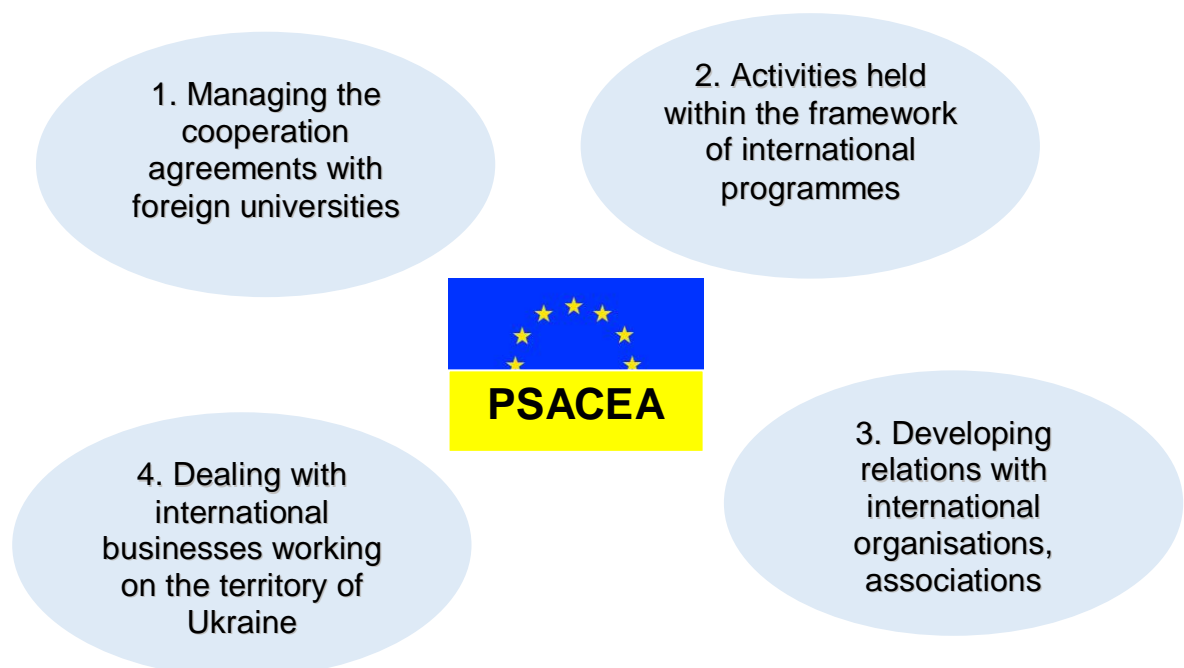 1. Managing the
cooperation
agreements with
foreign universities
2. Activities held
within the framework
of international
programmes
PSACEA
3. Developing
relations with
international
organisations,
associations
4. Dealing with
international
businesses working
on the territory of
Ukraine